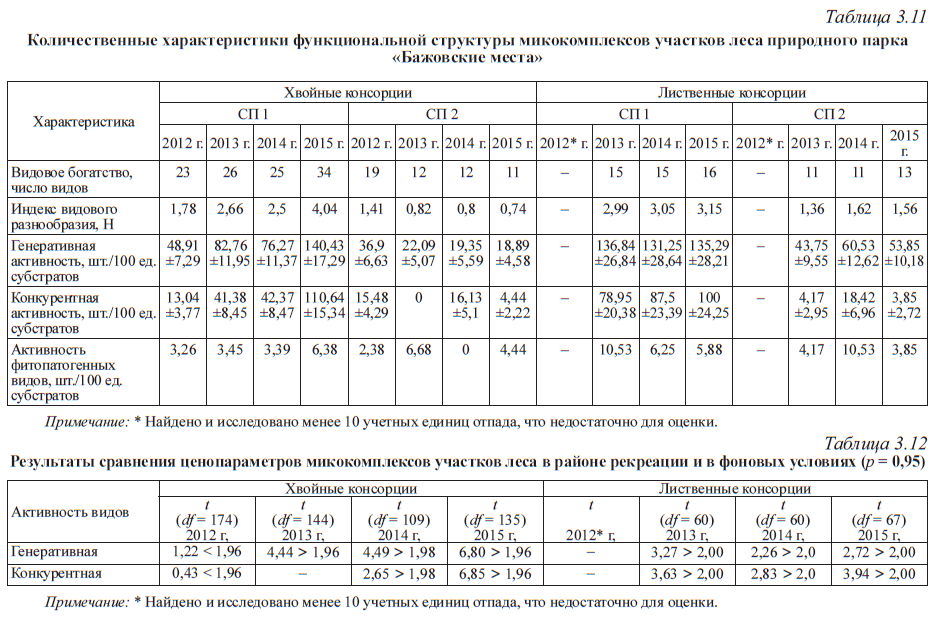 Таблица 3.11
Количественные характеристики функциональной структуры микокомплексов участков леса природного парка
«Бажовские места»
Характеристика Хвойные консорции Лиственные консорции
СП 1 СП 2 СП 1 СП 2
2012 г. 2013 г. 2014 г. 2015 г. 2012 г. 2013 г. 2014 г. 2015 г. 2012* г. 2013 г. 2014 г. 2015 г. 2012* г. 2013 г. 2014 г. 2015 г.
Видовое богатство, число видов 23 26 25 34 19 12 12 11 – 15 15 16 – 11 11 13
Индекс видового разнообразия, H 1,78 2,66 2,5 4,04 1,41 0,82 0,8 0,74 – 2,99 3,05 3,15 – 1,36 1,62 1,56
Генеративная 48,91 82,76 76,27 140,43 36,9 22,09 19,35 18,89 – 136,84 131,25 135,29 – 43,75 60,53 53,85
активность, шт./100 ед. ±7,29 ±11,95 ±11,37 ±17,29 ±6,63 ±5,07 ±5,59 ±4,58 ±26,84 ±28,64 ±28,21 ±9,55 ±12,62 ±10,18
субстратов
Конкурентная 13,04 41,38 42,37 110,64 15,48 0 16,13 4,44 – 78,95 87,5 100 – 4,17 18,42 3,85
активность, шт./100 ед. ±3,77 ±8,45 ±8,47 ±15,34 ±4,29 ±5,1 ±2,22 ±20,38 ±23,39 ±24,25 ±2,95 ±6,96 ±2,72
субстратов
Активность 3,26 3,45 3,39 6,38 2,38 6,68 0 4,44 – 10,53 6,25 5,88 – 4,17 10,53 3,85
фитопатогенных
видов, шт./100 ед.
субстратов
Примечание: * Найдено и исследовано менее 10 учетных единиц отпада, что недостаточно для оценки.
Таблица 3.12
Результаты сравнения ценопараметров микокомплексов участков леса в районе рекреации и в фоновых условиях (p = 0,95)
Активность видов Хвойные консорции Лиственные консорции
t t t t t t t t
(df = 174) (df = 144) (df = 109) (df = 135) (df = 60) (df = 60) (df = 67)
2012 г, 2013 г, 2014 г, 2015 г, 2012* г, 2013 г, 2014 г, 2015 г,
Генеративная 1,22 < 1,96 4,44 > 1,96 4,49 > 1,98 6,80 > 1,96 – 3,27 > 2,00 2,26 > 2,0 2,72 > 2,00
Конкурентная 0,43 < 1,96 – 2,65 > 1,98 6,85 > 1,96 – 3,63 > 2,00 2,83 > 2,0 3,94 > 2,00
Примечание: * Найдено и исследовано менее 10 учетных единиц отпада, что недостаточно для оценки.